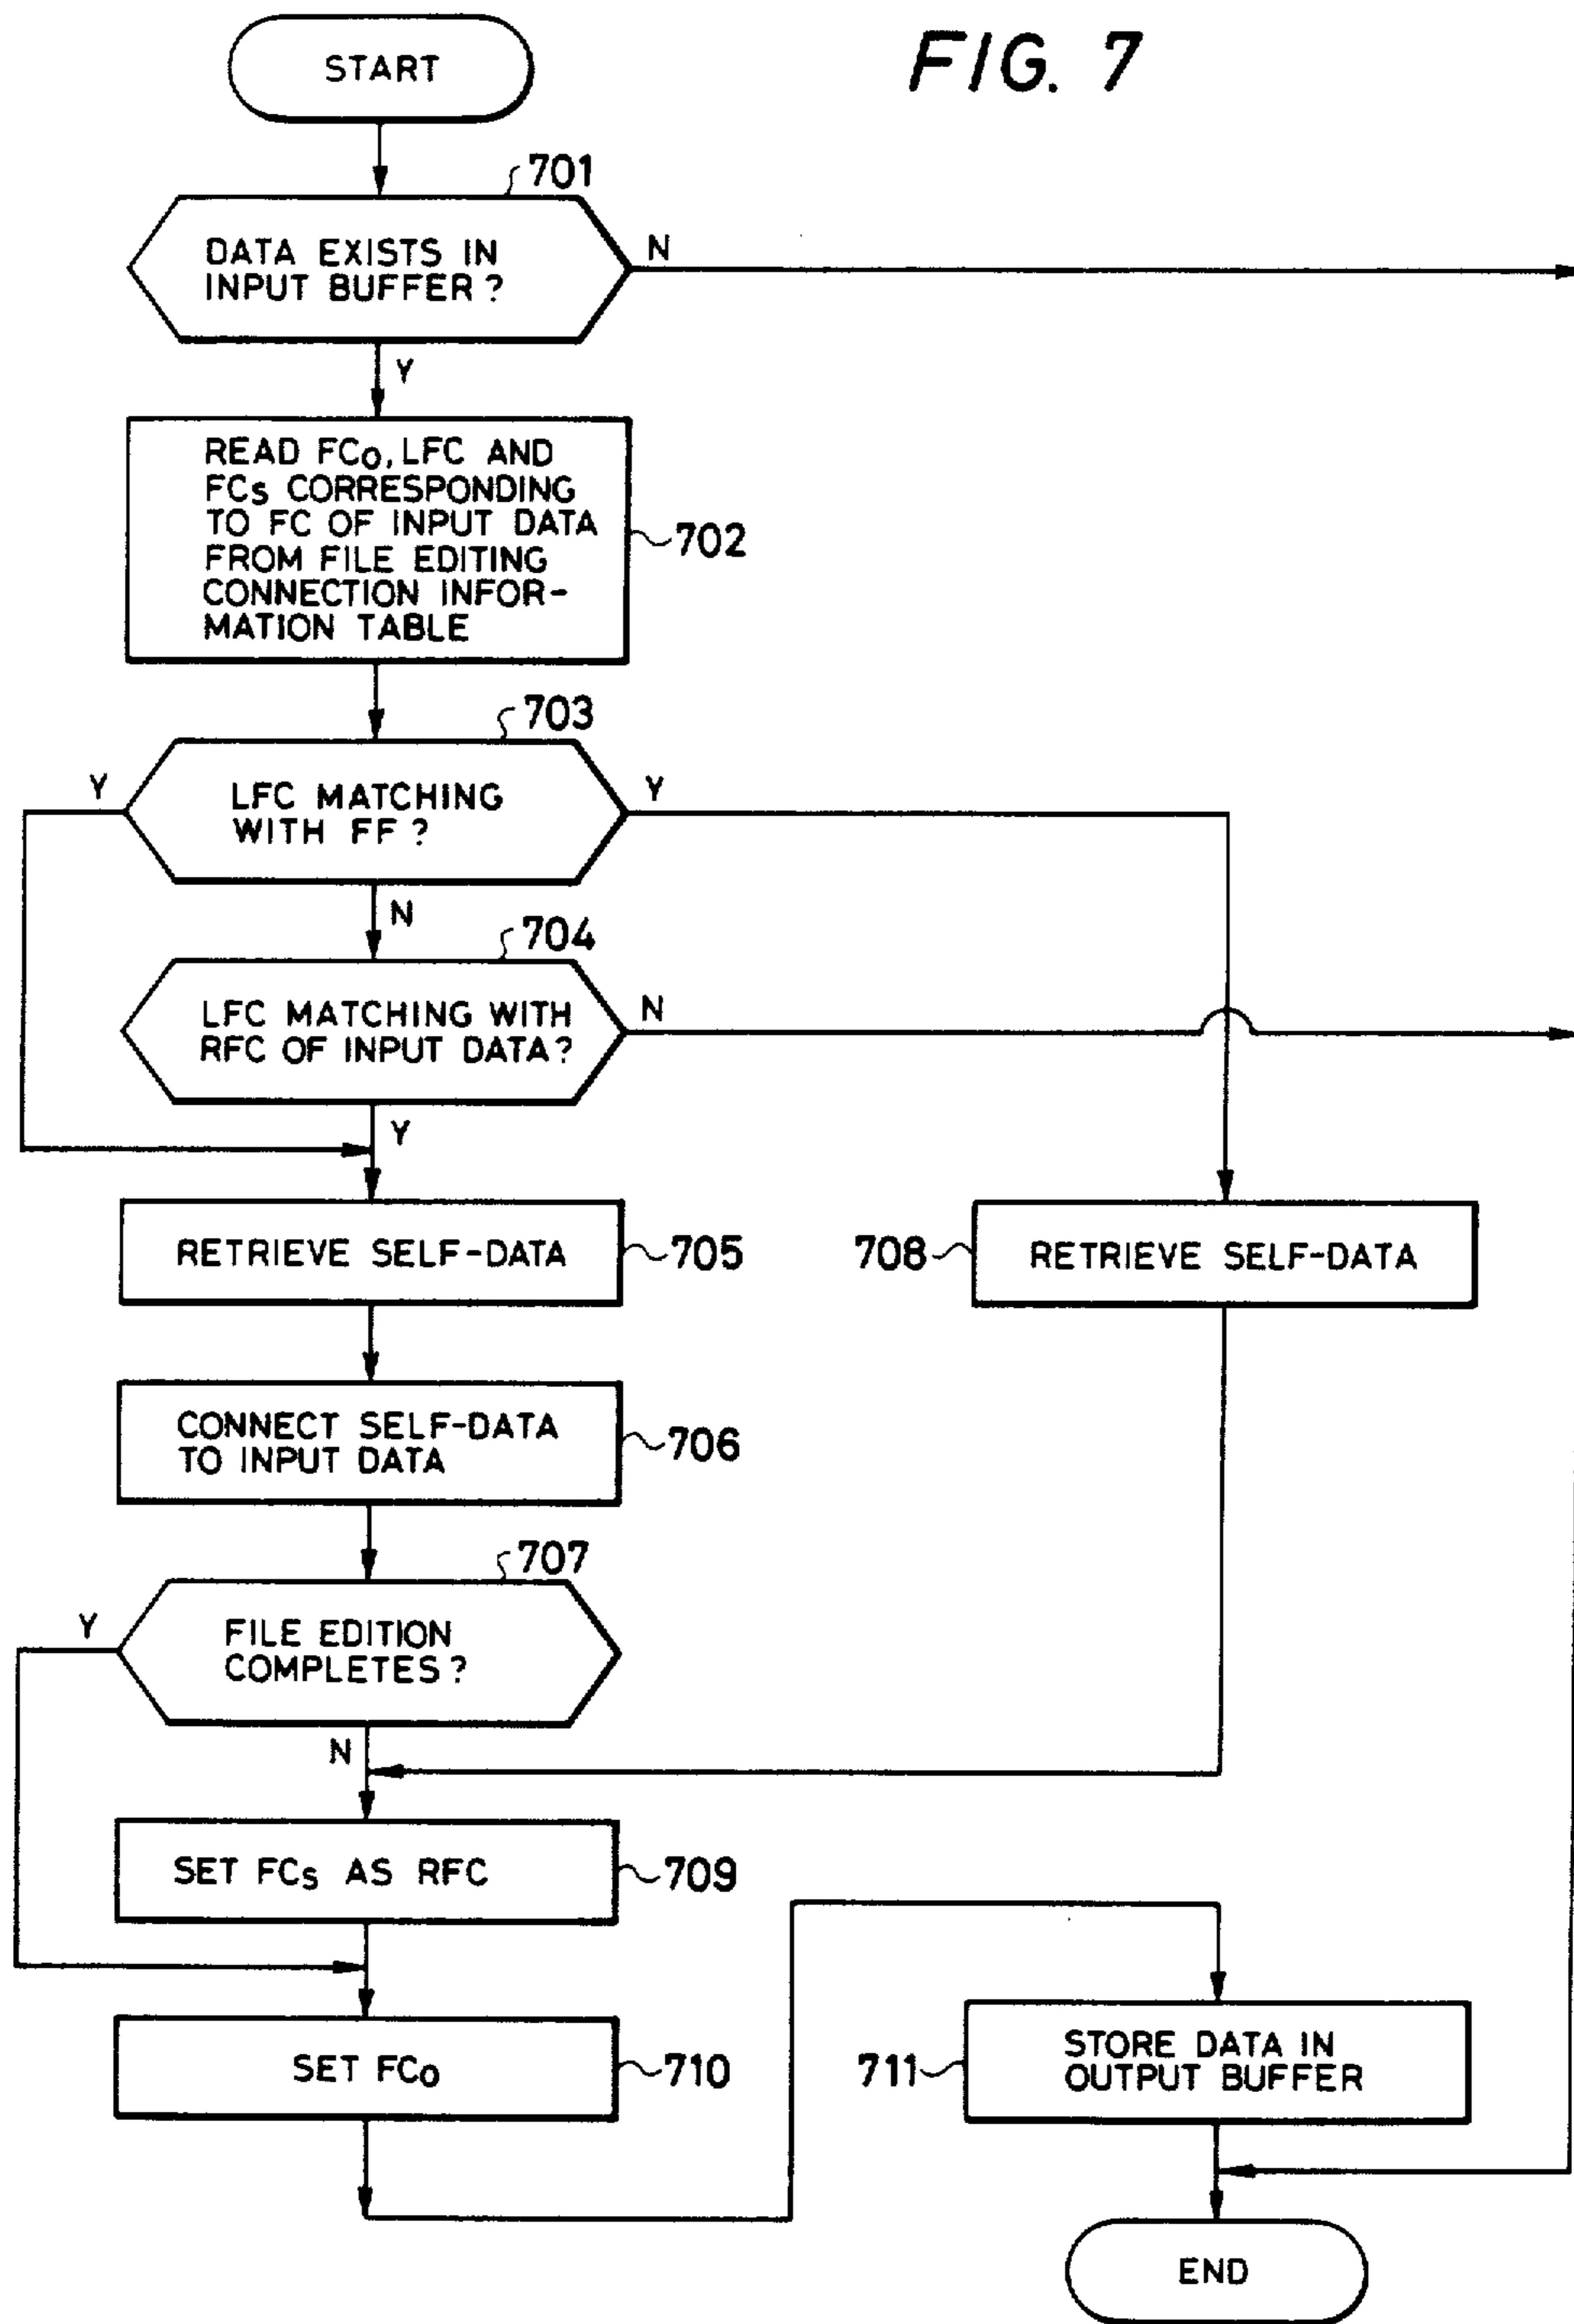 FIG. 7
START
701
DATA EXISTS IN
INPUT BUFFER?
N
Y
READ FCO, LFC AND
FCS CORRESPONDING
TO FC OF INPUT DATA
FROM FILE EDITING
CONNECTION INFOR-
MATION TABLE
702
703
Y
LFC MATCHING
WITH FF?
Y
N
704
LFC MATCHING WITH
RFC OF INPUT DATA?
N
Y
RETRIEVE SELF-DATA
705
708
RETRIEVE SELF-DATA
CONNECT SELF-DATA
TO INPUT DATA
706
707
Y
FILE EDITION
COMPLETES?
N
SET FCS AS RFC
709
SET FCO
710
711
STORE DATA IN
OUTPUT BUFFER
END